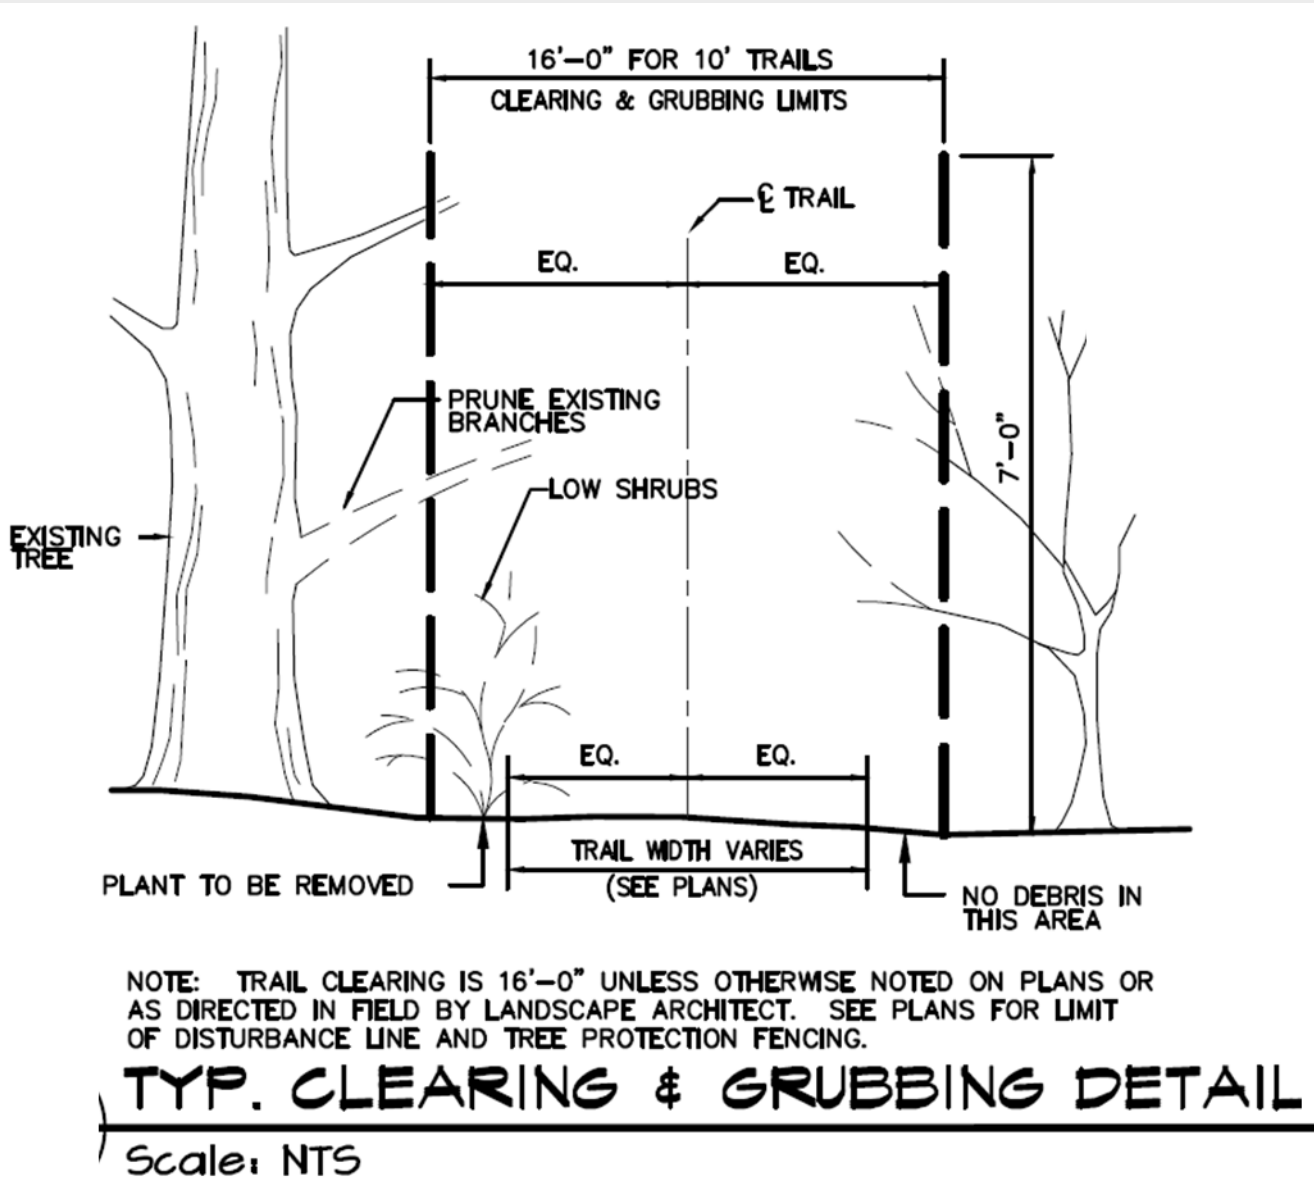 16'-0" FOR 10' TRAILS
CLEARING & GRUBBING LIMITS
℄ TRAIL
EQ.
EQ.
PRUNE EXISTING
BRANCHES
7'-0"
LOW SHRUBS
EXISTING
TREE
EQ.
EQ.
TRAIL WIDTH VARIES
(SEE PLANS)
PLANT TO BE REMOVED
NO DEBRIS IN
THIS AREA
NOTE: TRAIL CLEARING IS 16'-0" UNLESS OTHERWISE NOTED ON PLANS OR
AS DIRECTED IN FIELD BY LANDSCAPE ARCHITECT. SEE PLANS FOR LIMIT
OF DISTURBANCE LINE AND TREE PROTECTION FENCING.
TYP. CLEARING & GRUBBING DETAIL
Scale: NTS